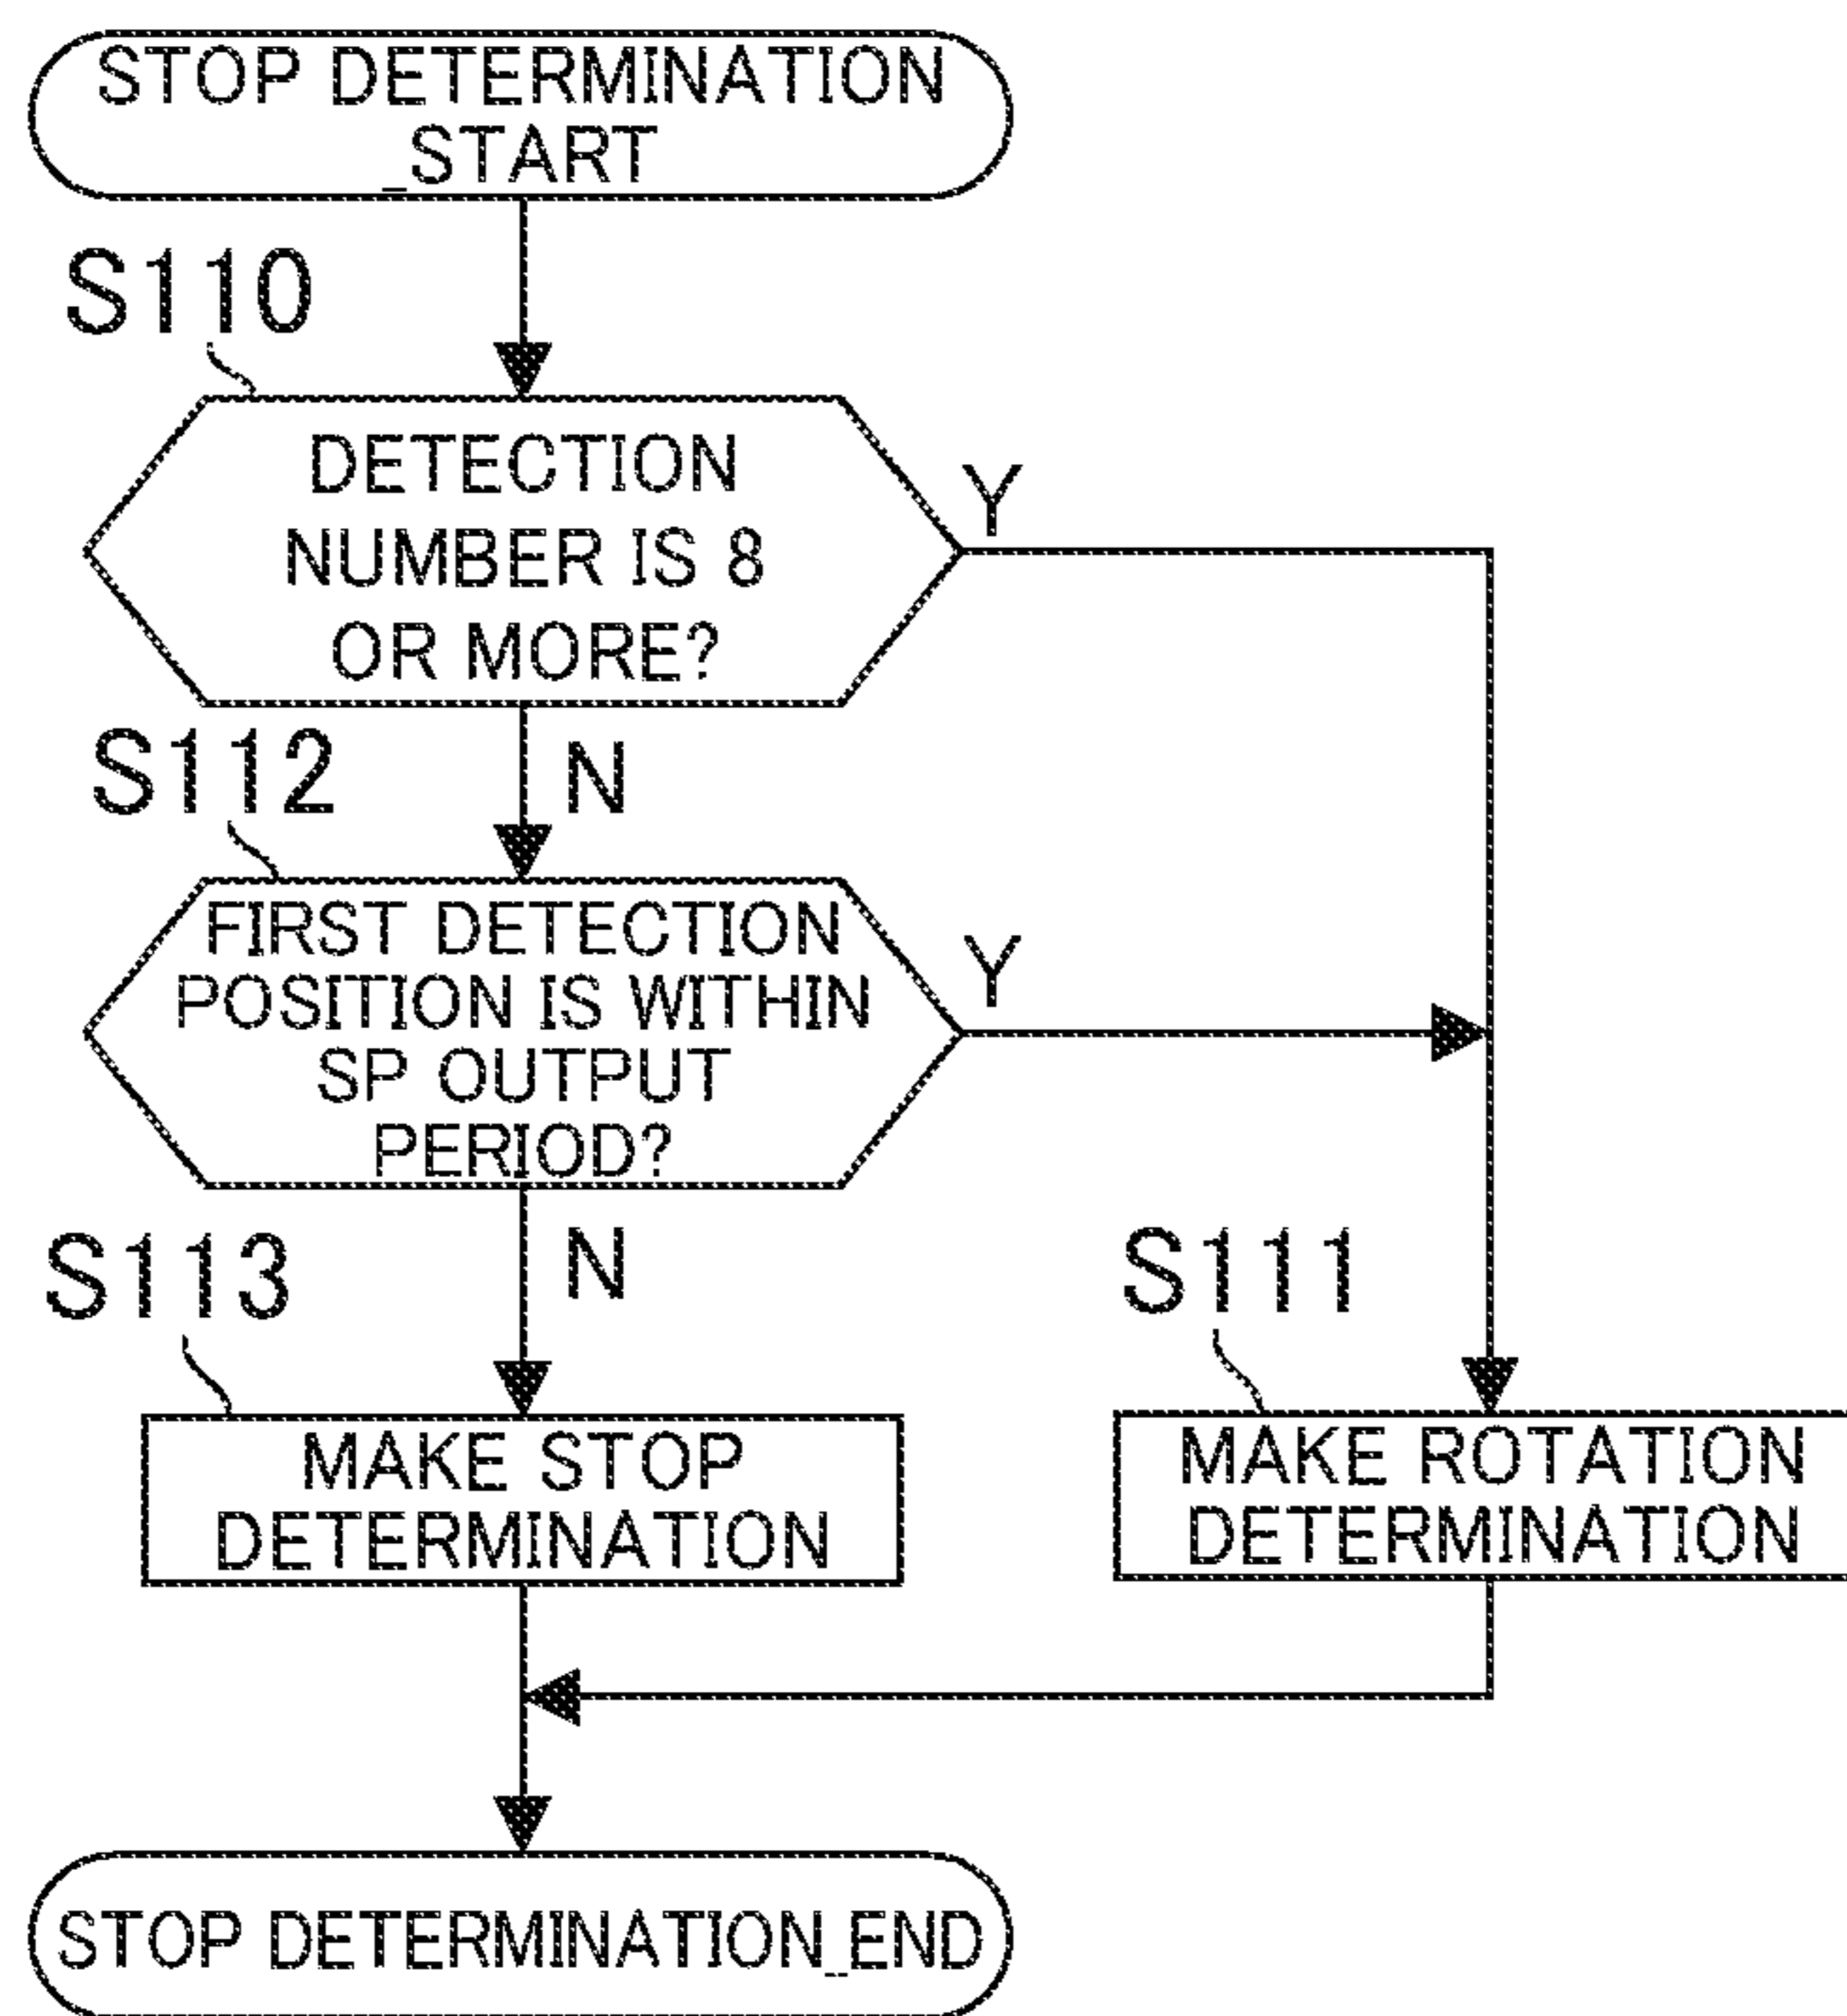 STOP DETERMINATION
_START
S110
DETECTION
NUMBER IS 8
OR MORE?
Y
S112
N
FIRST DETECTION
POSITION IS WITHIN
SP OUTPUT
PERIOD?
Y
S113
N
S111
MAKE STOP
DETERMINATION
MAKE ROTATION
DETERMINATION
STOP DETERMINATION_END